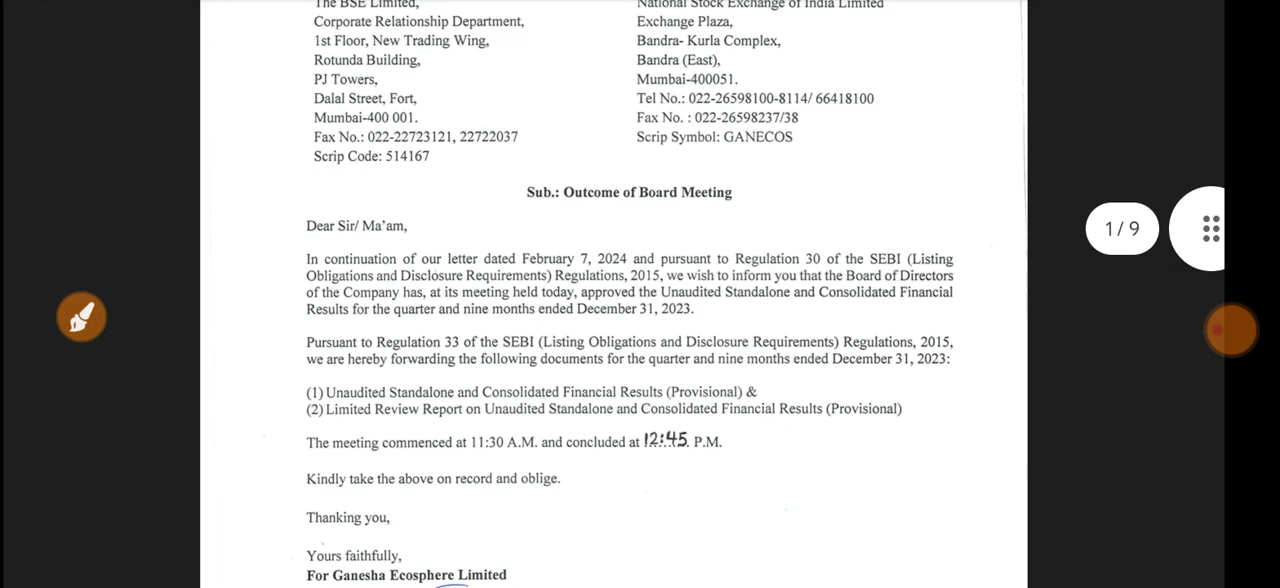 The BSE Limited,
Corporate Relationship Department,
1st Floor, New Trading Wing,
Rotunda Building,
PJ Towers,
Dalal Street, Fort,
Mumbai-400 001.
Fax No.: 022-22723121, 22722037
Scrip Code: 514167
National Stock Exchange of India Limited
Exchange Plaza,
Bandra- Kurla Complex,
Bandra (East),
Mumbai-400051.
Tel No.: 022-26598100-8114/ 66418100
Fax No. : 022-26598237/38
Scrip Symbol: GANECOS
Sub.: Outcome of Board Meeting
Dear Sir/ Ma'am,
In continuation of our letter dated February 7, 2024 and pursuant to Regulation 30 of the SEBI (Listing
Obligations and Disclosure Requirements) Regulations, 2015, we wish to inform you that the Board of Directors
of the Company has, at its meeting held today, approved the Unaudited Standalone and Consolidated Financial
Results for the quarter and nine months ended December 31, 2023.
Pursuant to Regulation 33 of the SEBI (Listing Obligations and Disclosure Requirements) Regulations, 2015,
we are hereby forwarding the following documents for the quarter and nine months ended December 31, 2023:
(1) Unaudited Standalone and Consolidated Financial Results (Provisional) &
(2) Limited Review Report on Unaudited Standalone and Consolidated Financial Results (Provisional)
The meeting commenced at 11:30 A.M. and concluded at 12:45 P.M.
Kindly take the above on record and oblige.
Thanking you,
Yours faithfully,
For Ganesha Ecosphere Limited
1 / 9